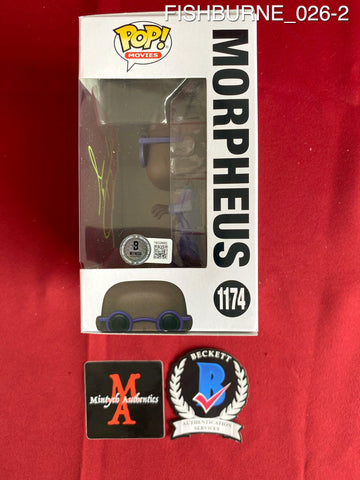 FISHBURNE_026-2
POP!
MOVIES
MORPHEUS
1174
B
Mintych Authentics
MA
BECKETT
B
AUTHENTICATION
SERVICES